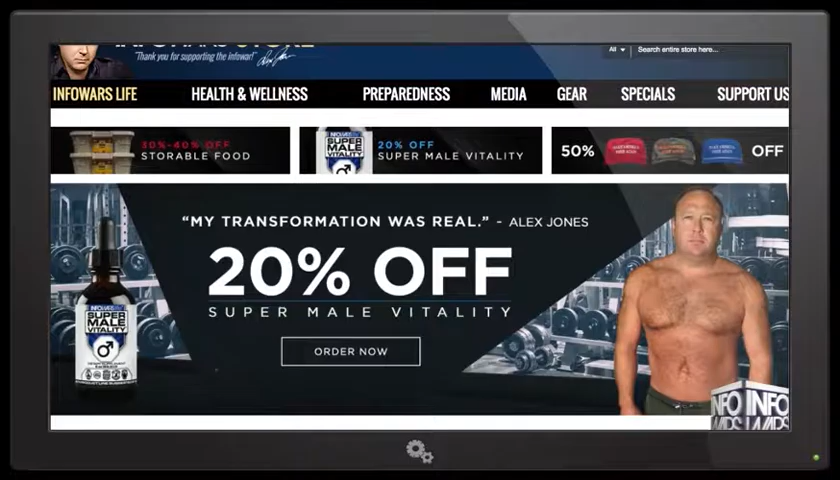 "Thank you for supporting the Infowar!"
All
Search entire store here...
INFOWARS LIFE
HEALTH & WELLNESS
PREPAREDNESS
MEDIA
GEAR
SPECIALS
SUPPORT US
30%-40% OFF
STORABLE FOOD
SUPER
MALE
VITALITY
20% OFF
SUPER MALE VITALITY
50%
OFF
"MY TRANSFORMATION WAS REAL." - ALEX JONES
20% OFF
SUPER MALE VITALITY
ORDER NOW
SUPER
MALE
VITALITY
INFO INFO